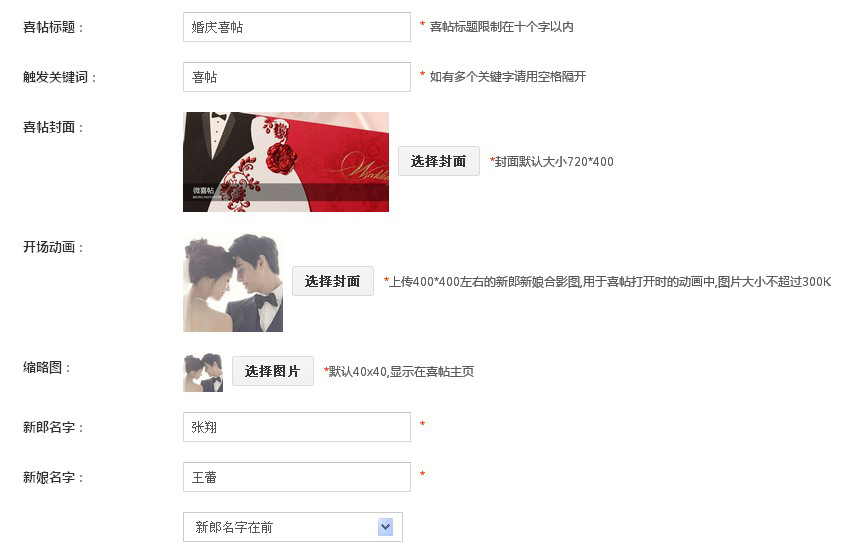 喜帖标题：
婚庆喜帖
* 喜帖标题限制在十个字以内
触发关键词：
喜帖
* 如有多个关键字请用空格隔开
喜帖封面：
微喜帖
选择封面
*封面默认大小720*400
开场动画：
选择封面
*上传400*400左右的新郎新娘合影图,用于喜帖打开时的动画中,图片大小不超过300K
缩略图：
选择图片
*默认40x40,显示在喜帖主页
新郎名字：
张翔
*
新娘名字：
王蕾
*
新郎名字在前